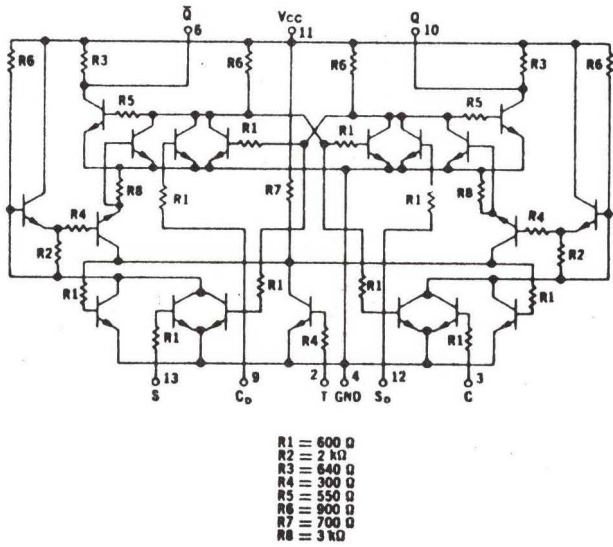 Q̄ VCC Q
6 11 10
R6 R3 R6 R6 R3 R6
R5 R5
R1 R1
R8 R8
R1 R7 R1
R4 R4
R2 R2
R1 R1 R1 R1
R1 R4 R1
13 9 2 4 12 3
S CD T GND SD C
R1 = 600 Ω
R2 = 2 kΩ
R3 = 640 Ω
R4 = 300 Ω
R5 = 550 Ω
R6 = 900 Ω
R7 = 700 Ω
R8 = 3 kΩ